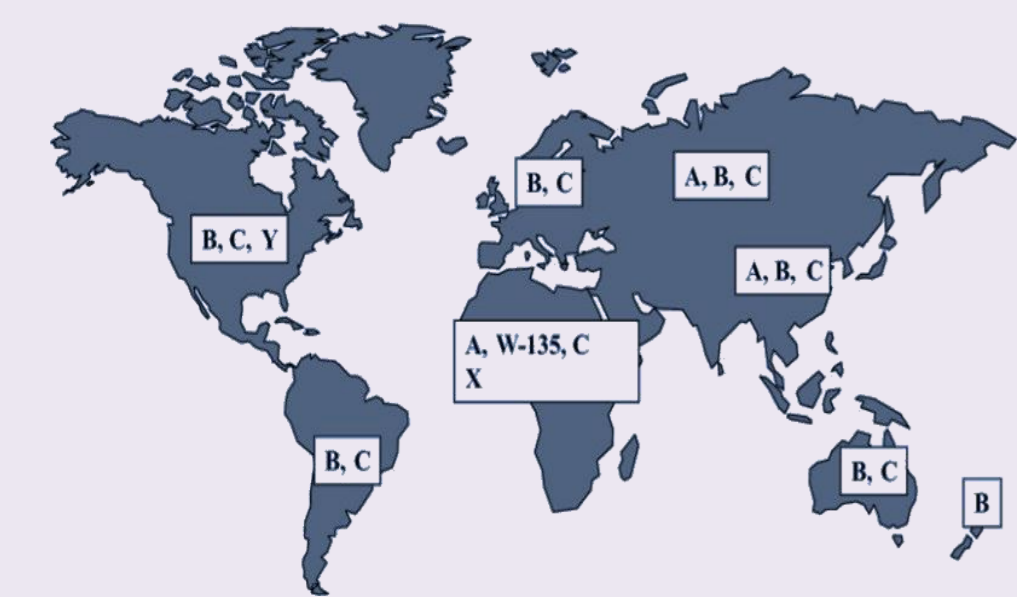 B, C
A, B, C
B, C, Y
A, B, C
A, W-135, C
X
B, C
B, C
B